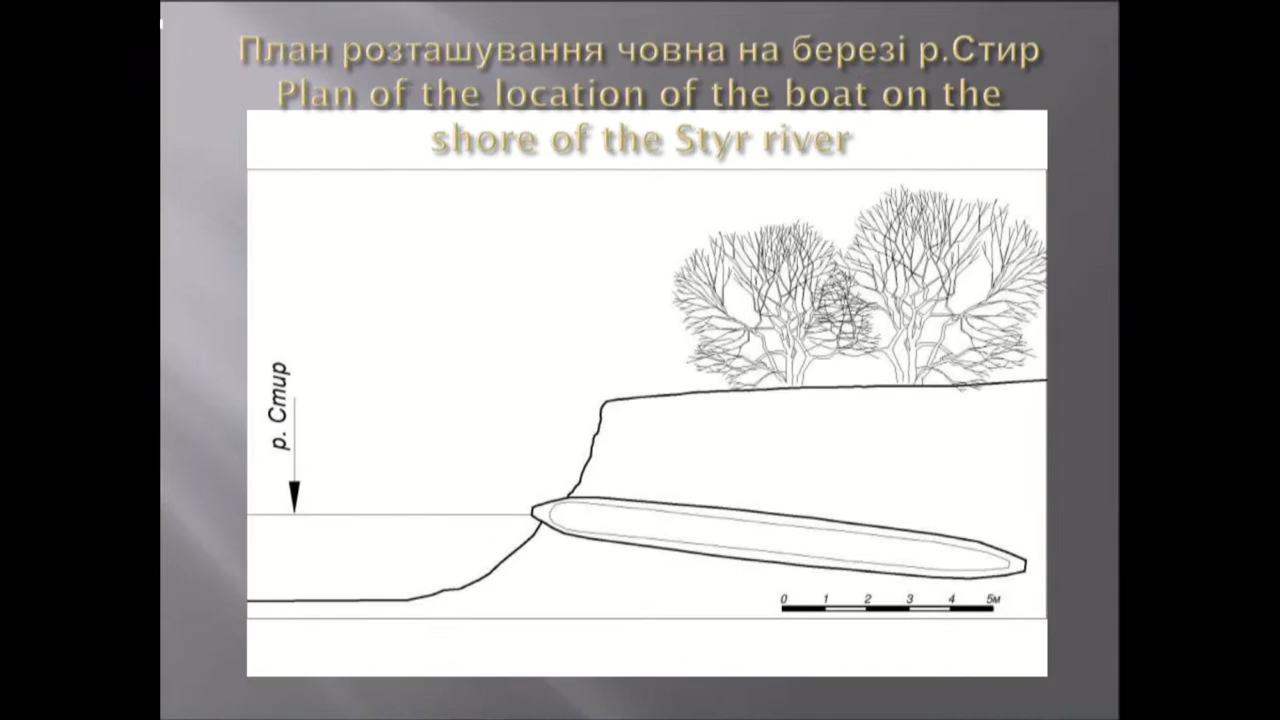 План розташування човна на березі р.Стир
Plan of the location of the boat on the
shore of the Styr river
р. Стир
0 1 2 3 4 5м